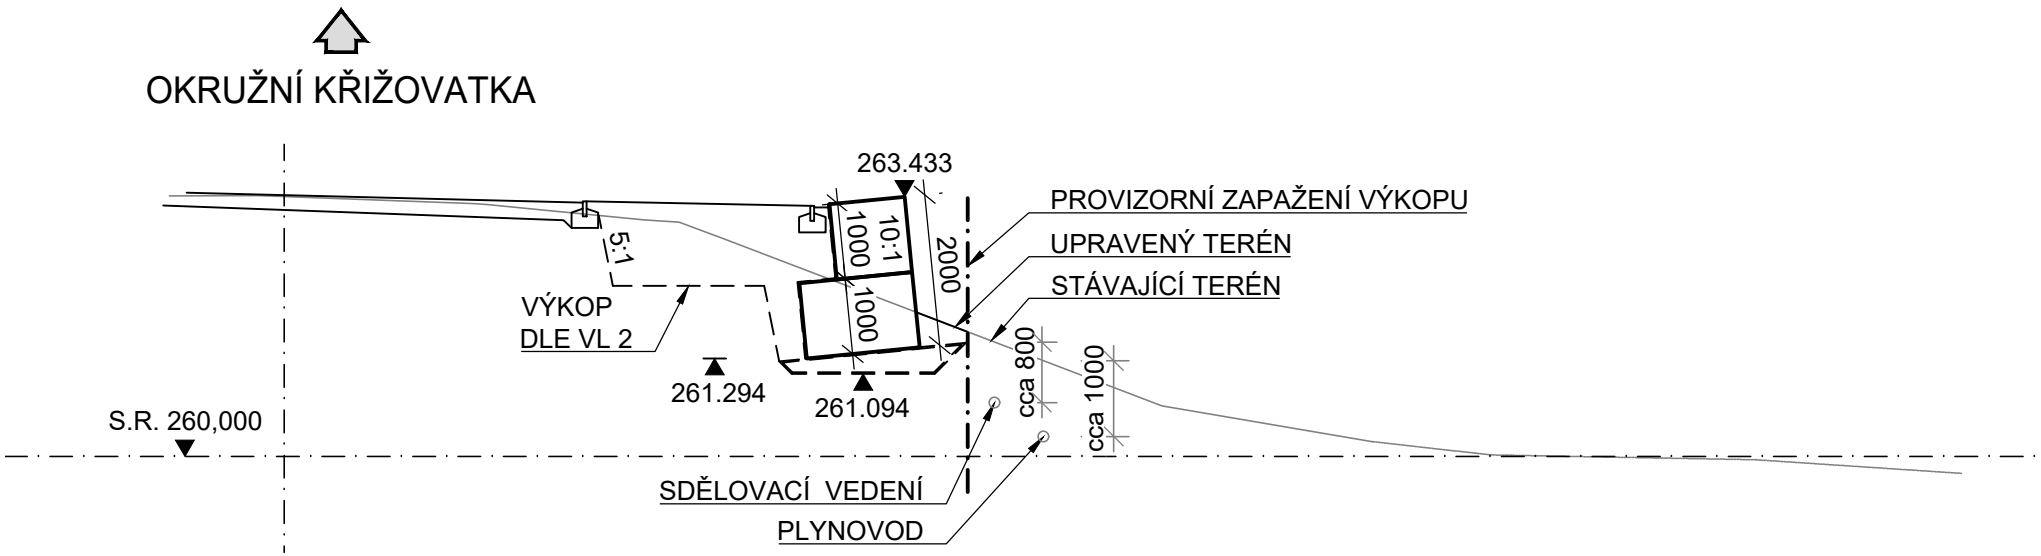 OKRUŽNÍ KŘIŽOVATKA
263.433
PROVIZORNÍ ZAPAŽENÍ VÝKOPU
UPRAVENÝ TERÉN
STÁVAJÍCÍ TERÉN
10:1
1000
2000
1000
5:1
VÝKOP
DLE VL 2
261.294
261.094
cca 800
cca 1000
S.R. 260,000
SDĚLOVACÍ VEDENÍ
PLYNOVOD